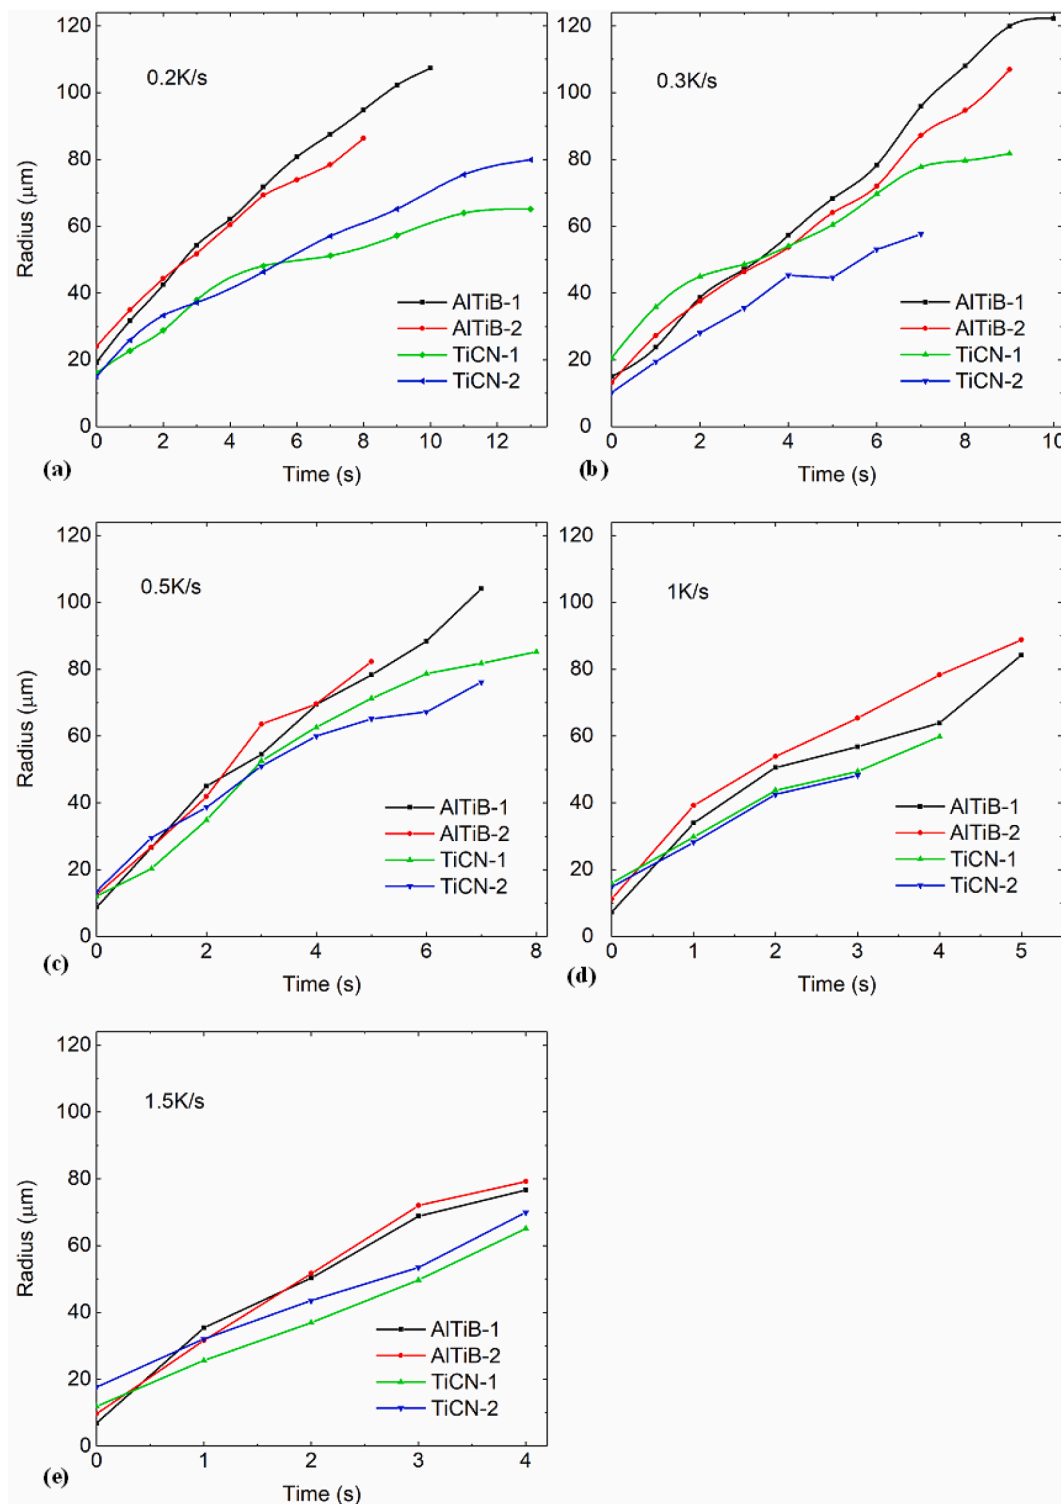 120
100
80
60
40
20
0
Radius (μm)
0.2K/s
AlTiB-1
AlTiB-2
TiCN-1
TiCN-2
0 2 4 6 8 10 12
Time (s)
(a)
120
100
80
60
40
20
0
0.3K/s
AlTiB-1
AlTiB-2
TiCN-1
TiCN-2
0 2 4 6 8 10
Time (s)
(b)
120
100
80
60
40
20
0
Radius (μm)
0.5K/s
AlTiB-1
AlTiB-2
TiCN-1
TiCN-2
0 2 4 6 8
Time (s)
(c)
120
100
80
60
40
20
0
1K/s
AlTiB-1
AlTiB-2
TiCN-1
TiCN-2
0 1 2 3 4 5
Time (s)
(d)
120
100
80
60
40
20
0
Radius (μm)
1.5K/s
AlTiB-1
AlTiB-2
TiCN-1
TiCN-2
0 1 2 3 4
Time (s)
(e)